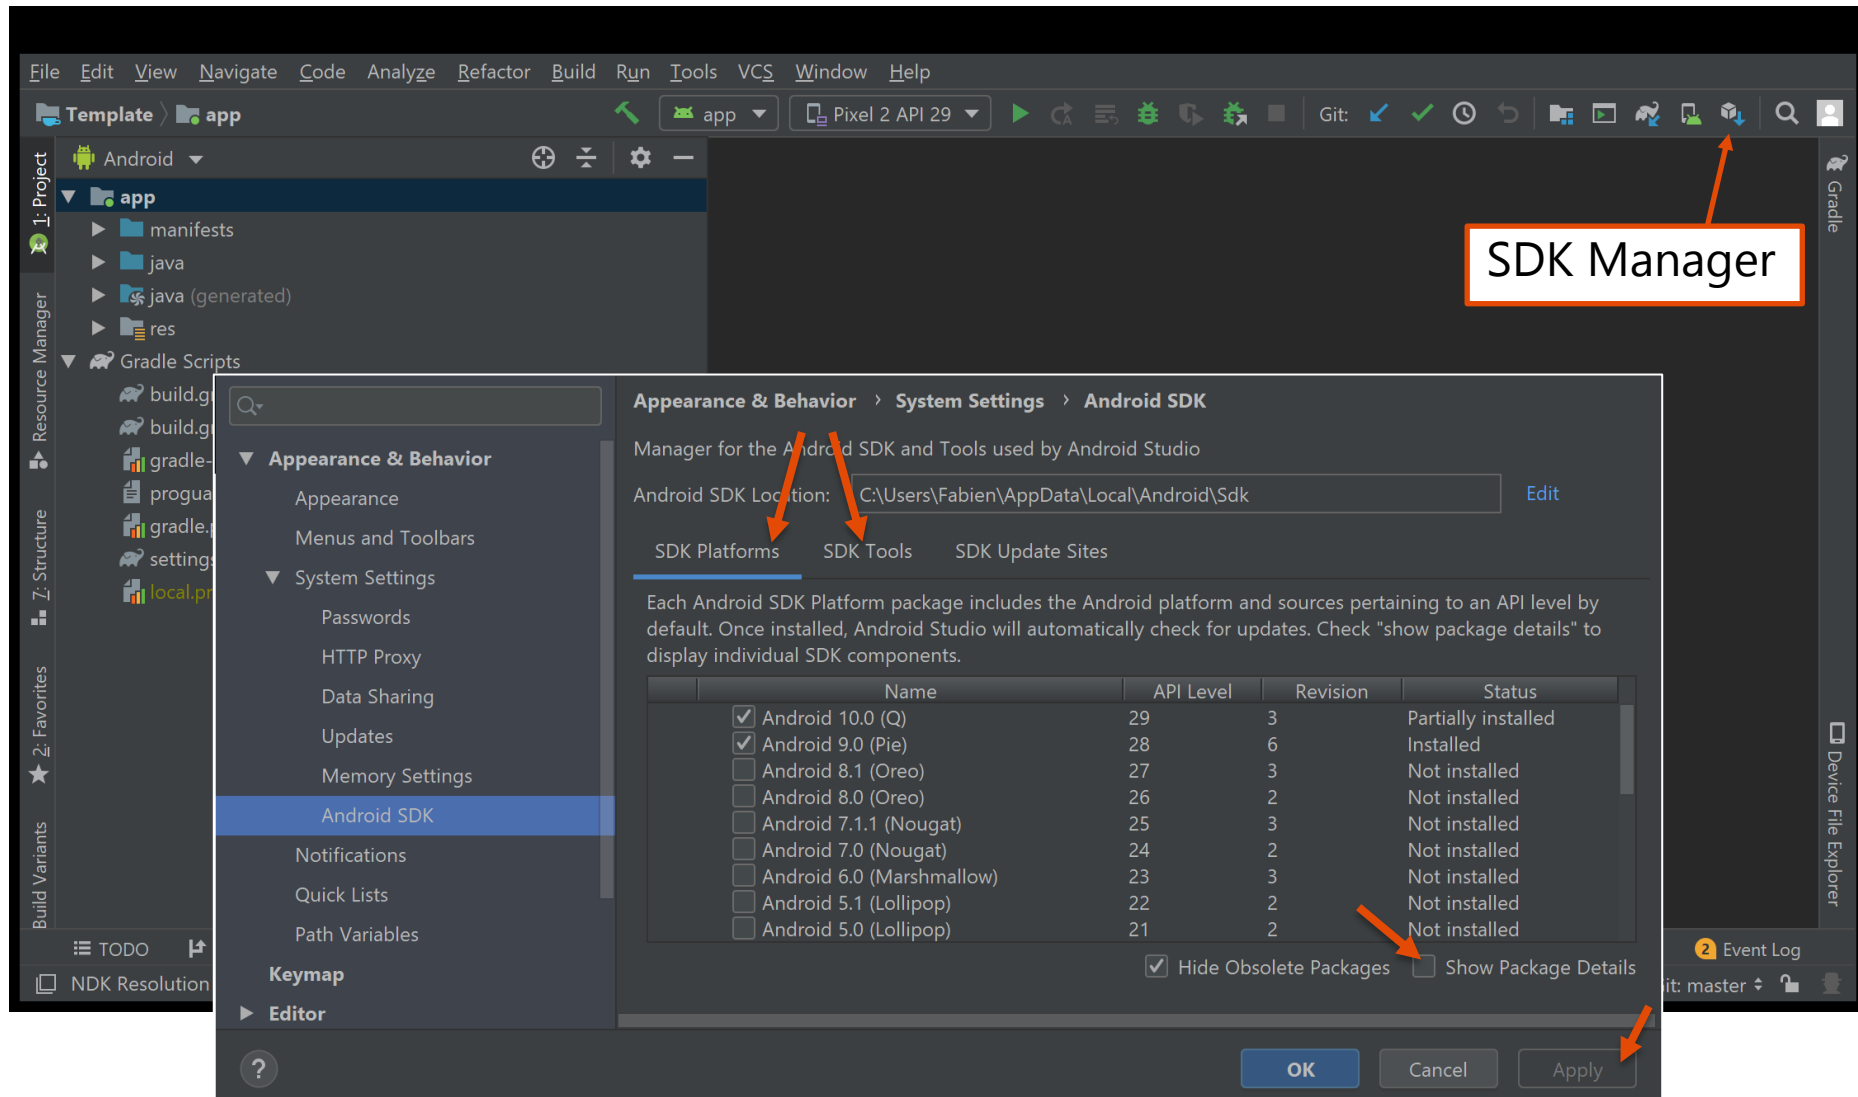 File Edit View Navigate Code Analyze Refactor Build Run Tools VCS Window Help
Template app app Pixel 2 API 29 Git:
Android
app
manifests
java
java (generated)
res
Gradle Scripts
build.g
build.g
gradle-
progua
gradle.
settings
local.pr
1: Project
Resource Manager
7: Structure
2: Favorites
Build Variants
Gradle
Device File Explorer
SDK Manager
Appearance & Behavior
Appearance
Menus and Toolbars
System Settings
Passwords
HTTP Proxy
Data Sharing
Updates
Memory Settings
Android SDK
Notifications
Quick Lists
Path Variables
Keymap
Editor
Appearance & Behavior › System Settings › Android SDK
Manager for the Android SDK and Tools used by Android Studio
Android SDK Location: C:\Users\Fabien\AppData\Local\Android\Sdk Edit
SDK Platforms SDK Tools SDK Update Sites
Each Android SDK Platform package includes the Android platform and sources pertaining to an API level by
default. Once installed, Android Studio will automatically check for updates. Check "show package details" to
display individual SDK components.
Name API Level Revision Status
Android 10.0 (Q) 29 3 Partially installed
Android 9.0 (Pie) 28 6 Installed
Android 8.1 (Oreo) 27 3 Not installed
Android 8.0 (Oreo) 26 2 Not installed
Android 7.1.1 (Nougat) 25 3 Not installed
Android 7.0 (Nougat) 24 2 Not installed
Android 6.0 (Marshmallow) 23 3 Not installed
Android 5.1 (Lollipop) 22 2 Not installed
Android 5.0 (Lollipop) 21 2 Not installed
Hide Obsolete Packages Show Package Details
? OK Cancel Apply
TODO
2 Event Log
NDK Resolution
it: master